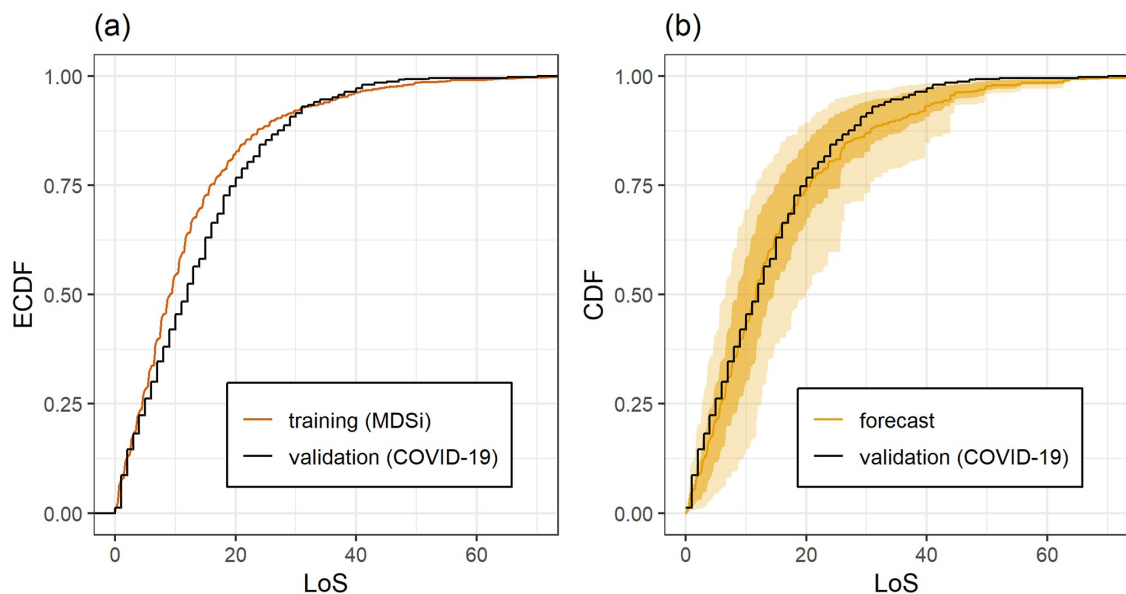 (a)
1.00
0.75
0.50
0.25
0.00
ECDF
training (MDSi)
validation (COVID-19)
0 20 40 60
LoS
(b)
1.00
0.75
0.50
0.25
0.00
CDF
forecast
validation (COVID-19)
0 20 40 60
LoS